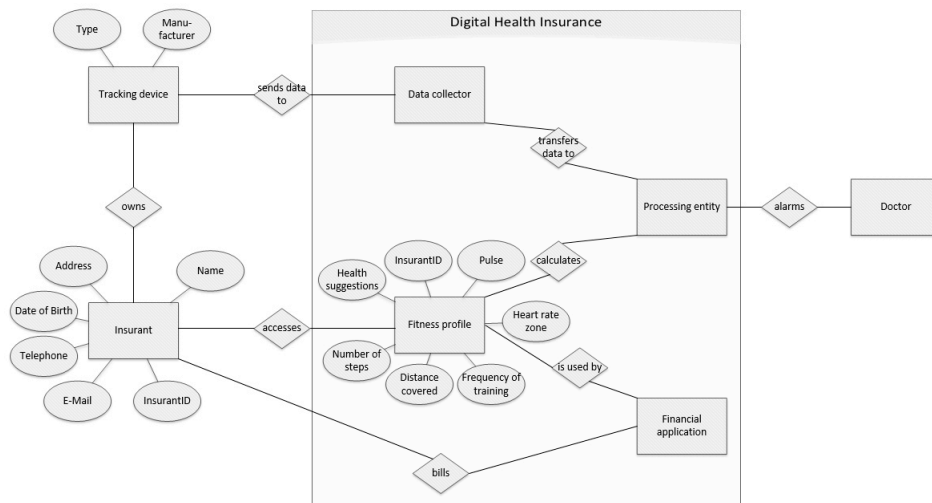 Digital Health Insurance
Type
Manu-
facturer
Tracking device
sends data
to
Data collector
transfers
data to
owns
Processing entity
alarms
Doctor
Address
Name
InsurantID
Pulse
calculates
Health
suggestions
Date of Birth
Insurant
accesses
Fitness profile
Heart rate
zone
Telephone
Number of
steps
Distance
covered
Frequency of
training
is used by
E-Mail
InsurantID
Financial
application
bills